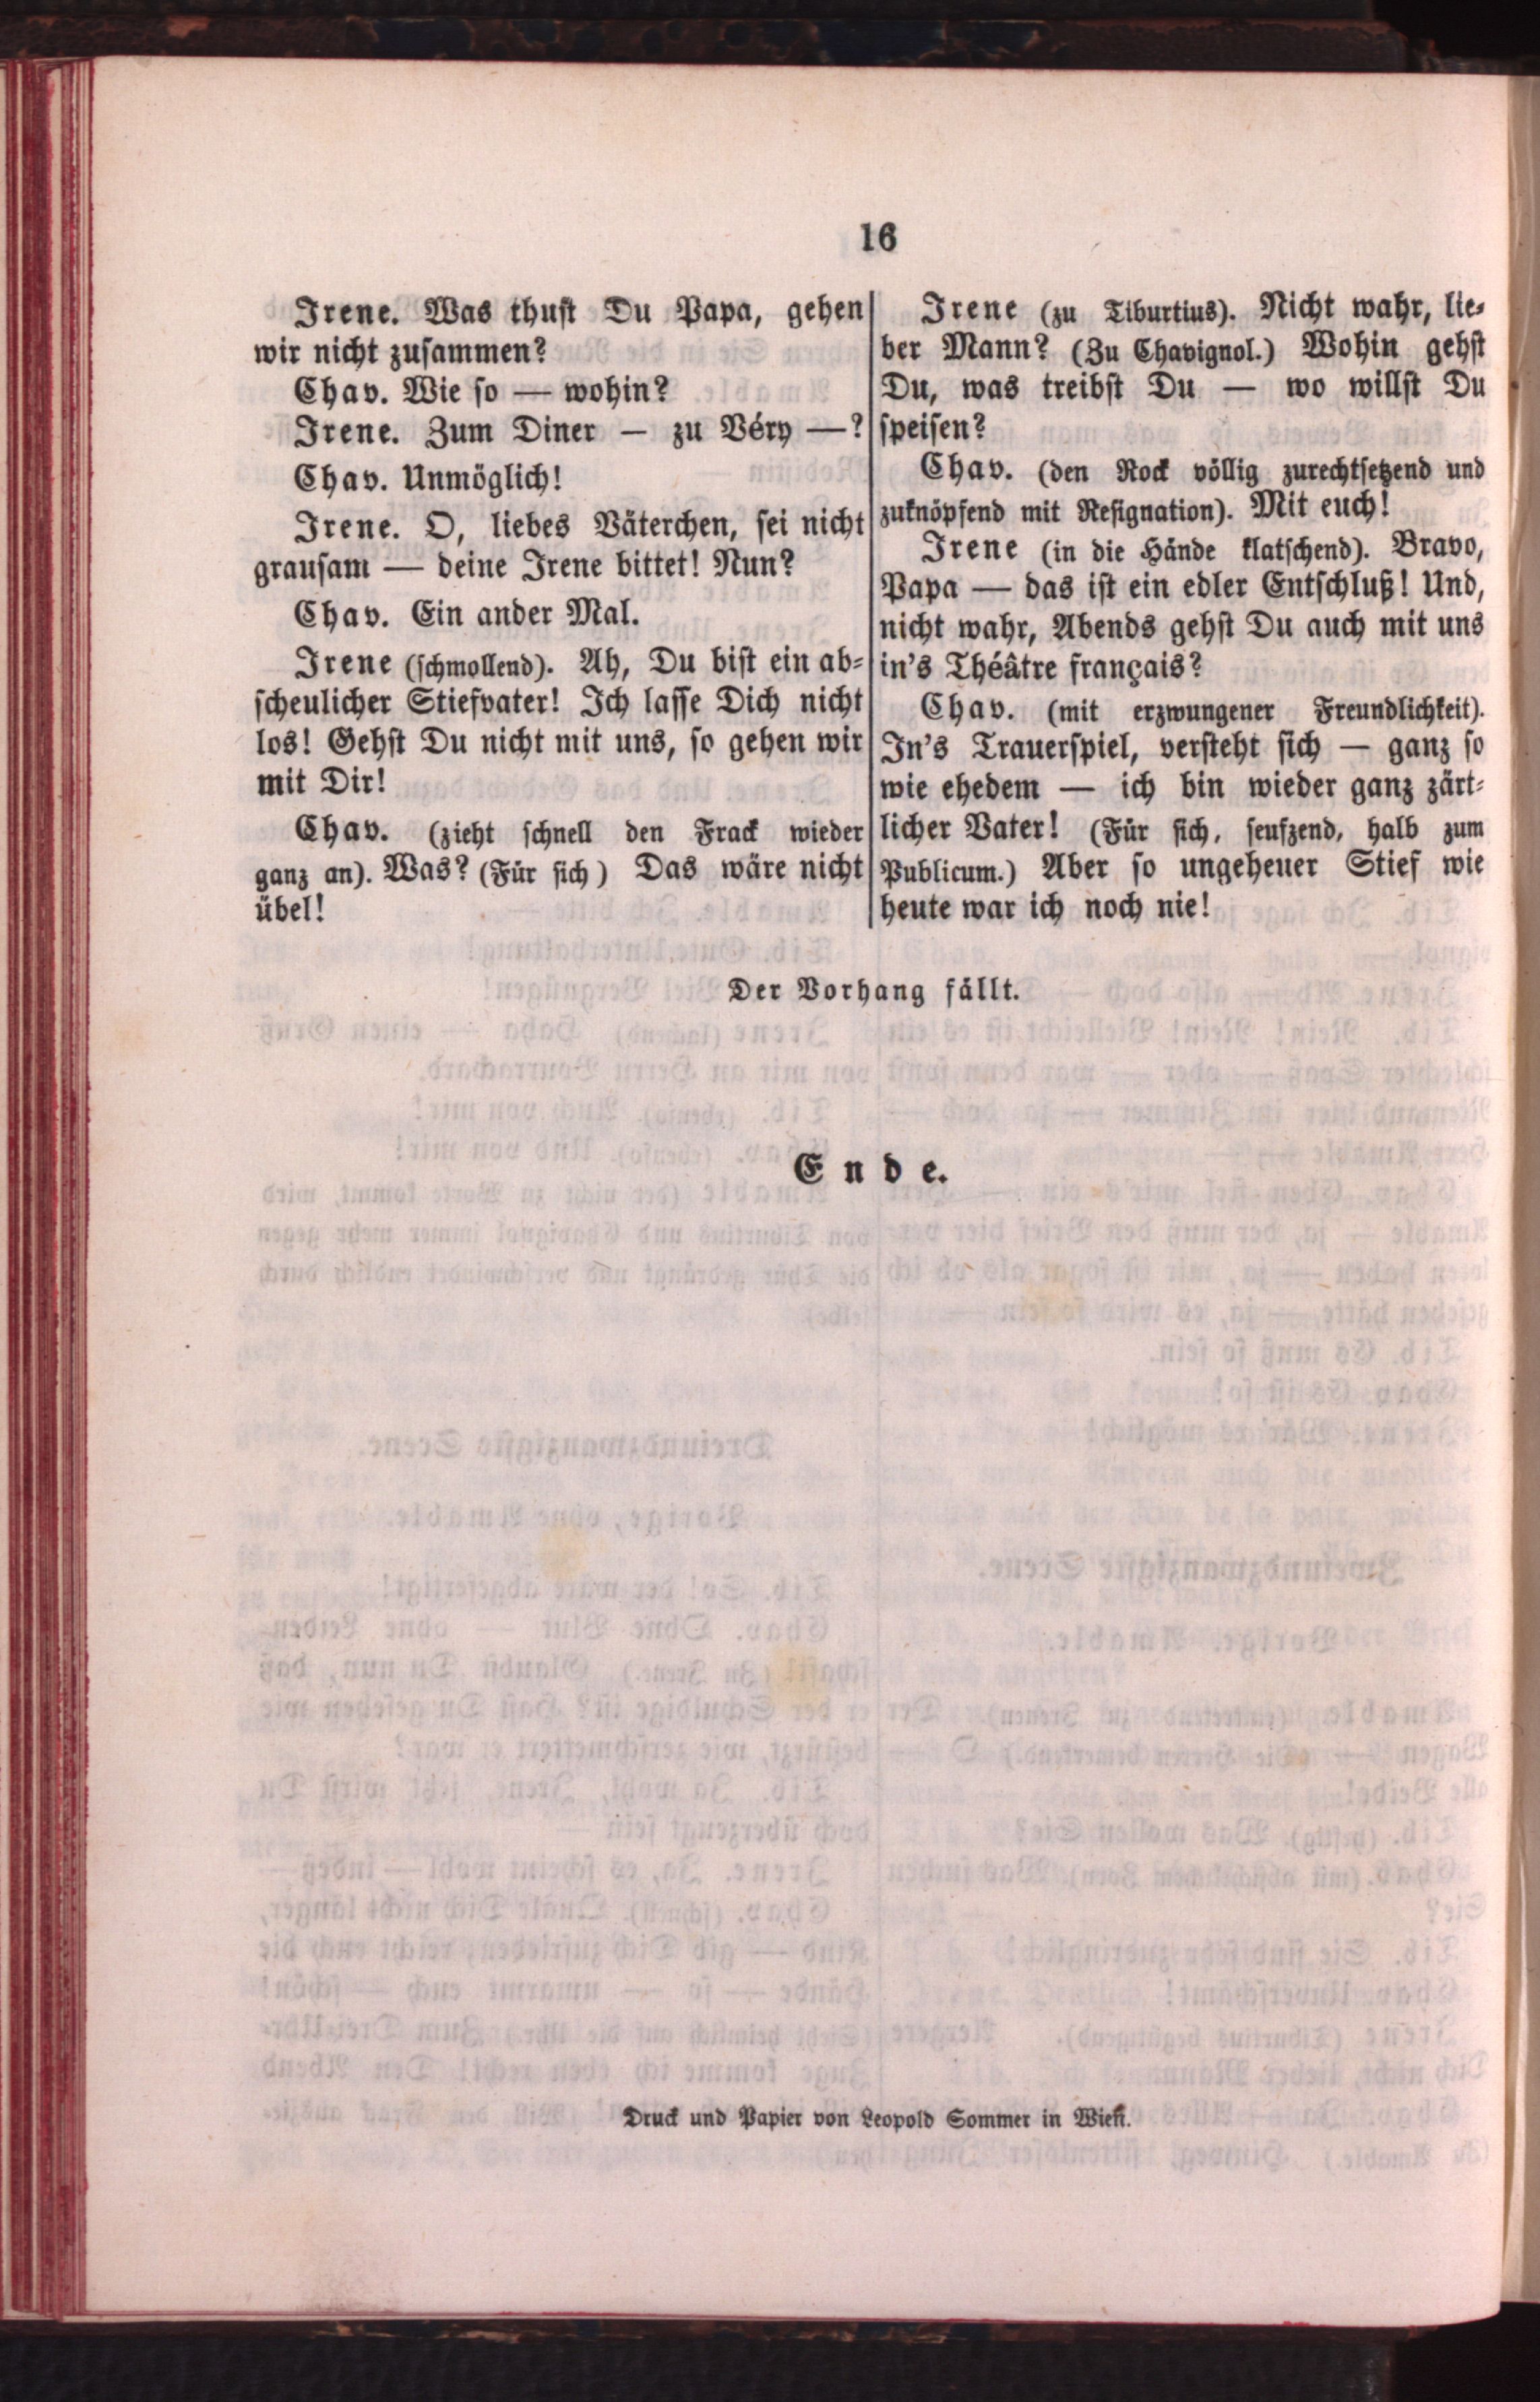 16
Irene. Was thust Du Papa, gehen
wir nicht zusammen?
Chav. Wie so — wohin?
Irene. Zum Diner — zu Véry —?
Chav. Unmöglich!
Irene. O, liebes Väterchen, sei nicht
grausam — deine Irene bittet! Nun?
Chav. Ein ander Mal.
Irene (schmollend). Ah, Du bist ein ab-
scheulicher Stiefvater! Ich lasse Dich nicht
los! Gehst Du nicht mit uns, so gehen wir
mit Dir!
Chav. (zieht schnell den Frack wieder
ganz an). Was? (Für sich) Das wäre nicht
übel!
Irene (zu Tiburtius). Nicht wahr, lie-
ber Mann? (Zu Chavignol.) Wohin gehst
Du, was treibst Du — wo willst Du
speisen?
Chav. (den Rock völlig zurechtsetzend und
zuknöpfend mit Resignation). Mit euch!
Irene (in die Hände klatschend). Bravo,
Papa — das ist ein edler Entschluß! Und,
nicht wahr, Abends gehst Du auch mit uns
in's Théâtre français?
Chav. (mit erzwungener Freundlichkeit).
In's Trauerspiel, versteht sich — ganz so
wie ehedem — ich bin wieder ganz zärt-
licher Vater! (Für sich, seufzend, halb zum
Publicum.) Aber so ungeheuer Stief wie
heute war ich noch nie!
Der Vorhang fällt.
Ende.
Druck und Papier von Leopold Sommer in Wien.